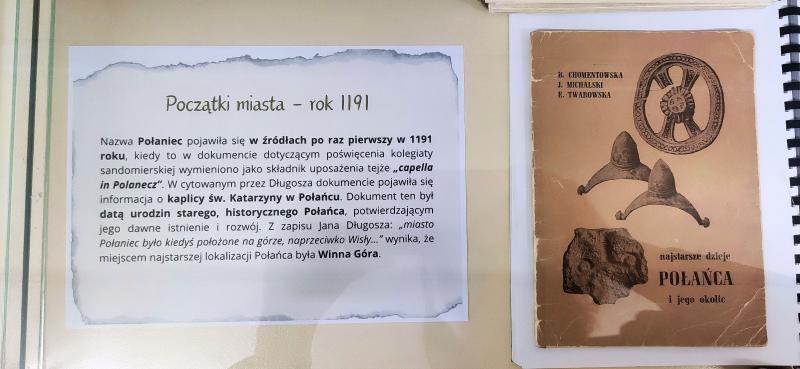 Początki miasta – rok 1191
Nazwa Połaniec pojawiła się w źródłach po raz pierwszy w 1191
roku, kiedy to w dokumencie dotyczącym poświęcenia kolegiaty
sandomierskiej wymieniono jako składnik uposażenia tejże „capella
in Polanecz”. W cytowanym przez Długosza dokumencie pojawiła się
informacja o kaplicy św. Katarzyny w Połańcu. Dokument ten był
datą urodzin starego, historycznego Połańca, potwierdzającym
jego dawne istnienie i rozwój. Z zapisu Jana Długosza: „miasto
Połaniec było kiedyś położone na górze, naprzeciwko Wisły...” wynika, że
miejscem najstarszej lokalizacji Połańca była Winna Góra.
B. CHOMENTOWSKA
J. MICHALSKI
E. TWAROWSKA
najstarsze dzieje
POŁAŃCA
i jego okolic